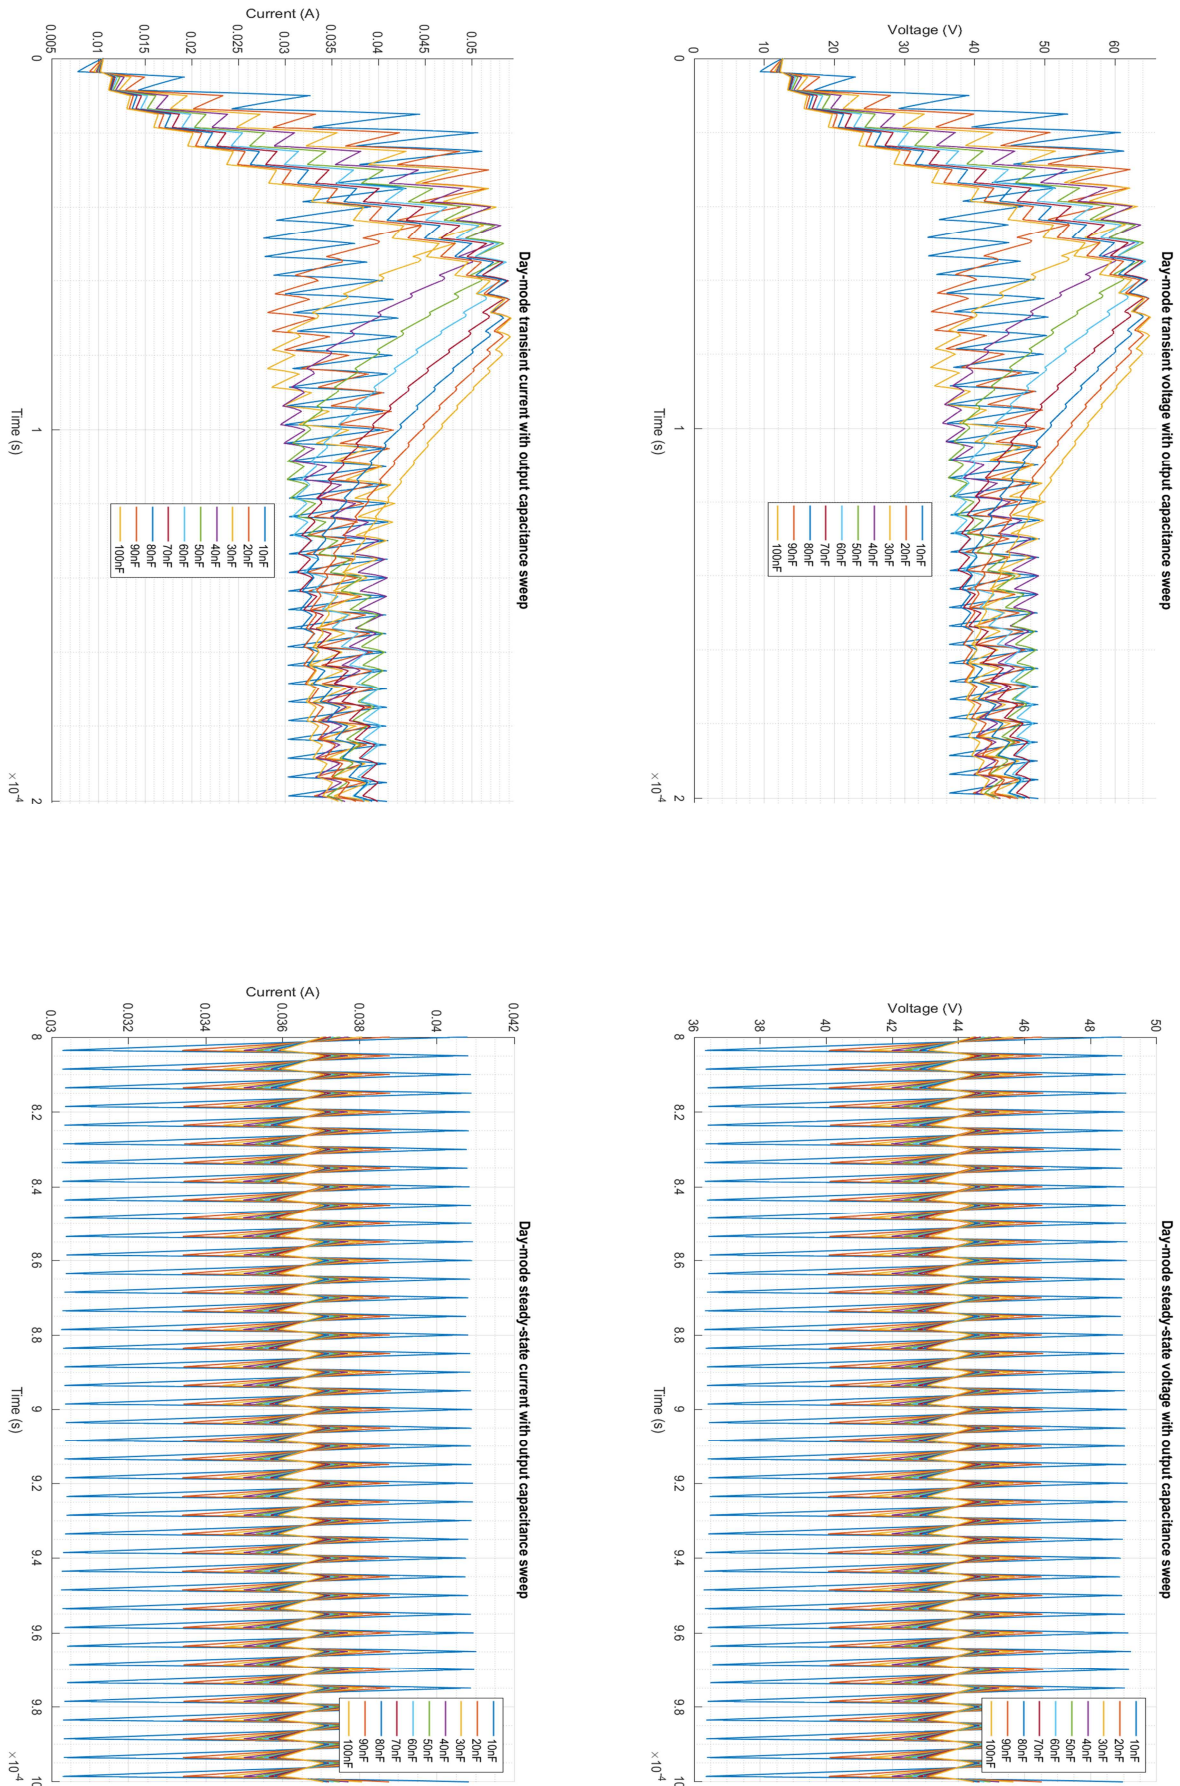 Day-mode transient voltage with output capacitance sweep
Voltage (V)
60
50
40
30
20
10
0
10nF
20nF
30nF
40nF
50nF
60nF
70nF
80nF
90nF
100nF
0 1 2
Time (s)
×10⁻⁴
Day-mode steady-state voltage with output capacitance sweep
Voltage (V)
50
48
46
44
42
40
38
36
10nF
20nF
30nF
40nF
50nF
60nF
70nF
80nF
90nF
100nF
8 8.2 8.4 8.6 8.8 9 9.2 9.4 9.6 9.8 10
Time (s)
×10⁻⁴
Day-mode transient current with output capacitance sweep
Current (A)
0.05
0.045
0.04
0.035
0.03
0.025
0.02
0.015
0.01
0.005
10nF
20nF
30nF
40nF
50nF
60nF
70nF
80nF
90nF
100nF
0 1 2
Time (s)
×10⁻⁴
Day-mode steady-state current with output capacitance sweep
Current (A)
0.042
0.04
0.038
0.036
0.034
0.032
0.03
10nF
20nF
30nF
40nF
50nF
60nF
70nF
80nF
90nF
100nF
8 8.2 8.4 8.6 8.8 9 9.2 9.4 9.6 9.8 10
Time (s)
×10⁻⁴